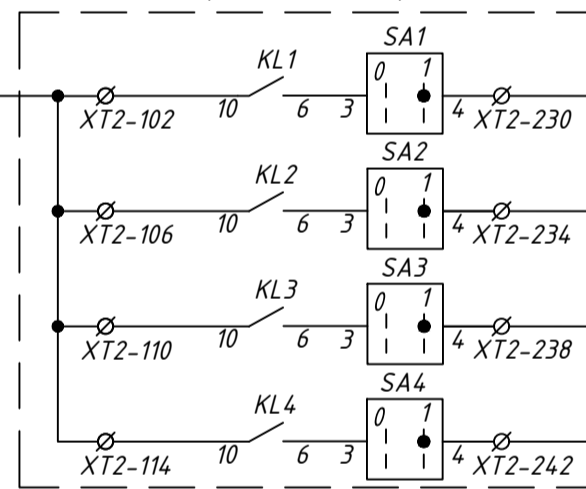 SA1
KL1
0 1
10 6 3 4
XT2-102 XT2-230
SA2
KL2
0 1
10 6 3 4
XT2-106 XT2-234
SA3
KL3
0 1
10 6 3 4
XT2-110 XT2-238
SA4
KL4
0 1
10 6 3 4
XT2-114 XT2-242